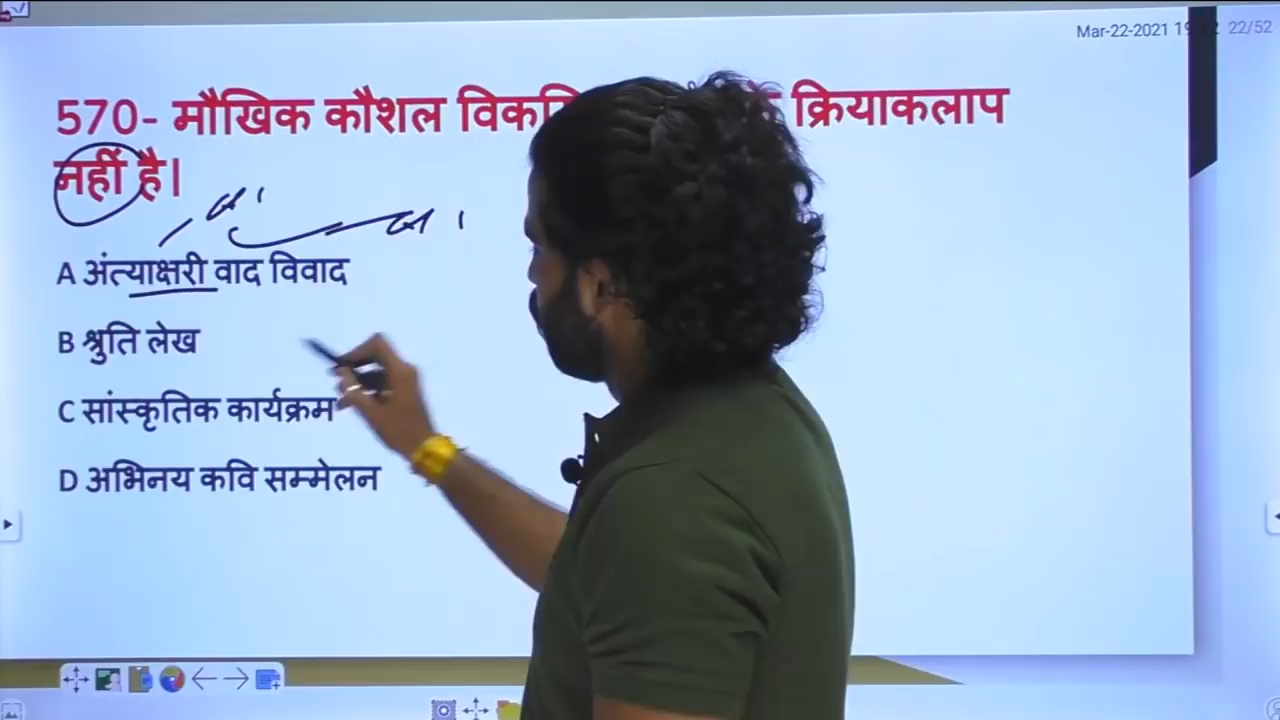 Mar-22-2021 22/52
570- मौखिक कौशल क्रियाकलाप
नहीं है।
A अंत्याक्षरी वाद विवाद
B श्रुति लेख
C सांस्कृतिक कार्यक्रम
D अभिनय कवि सम्मेलन